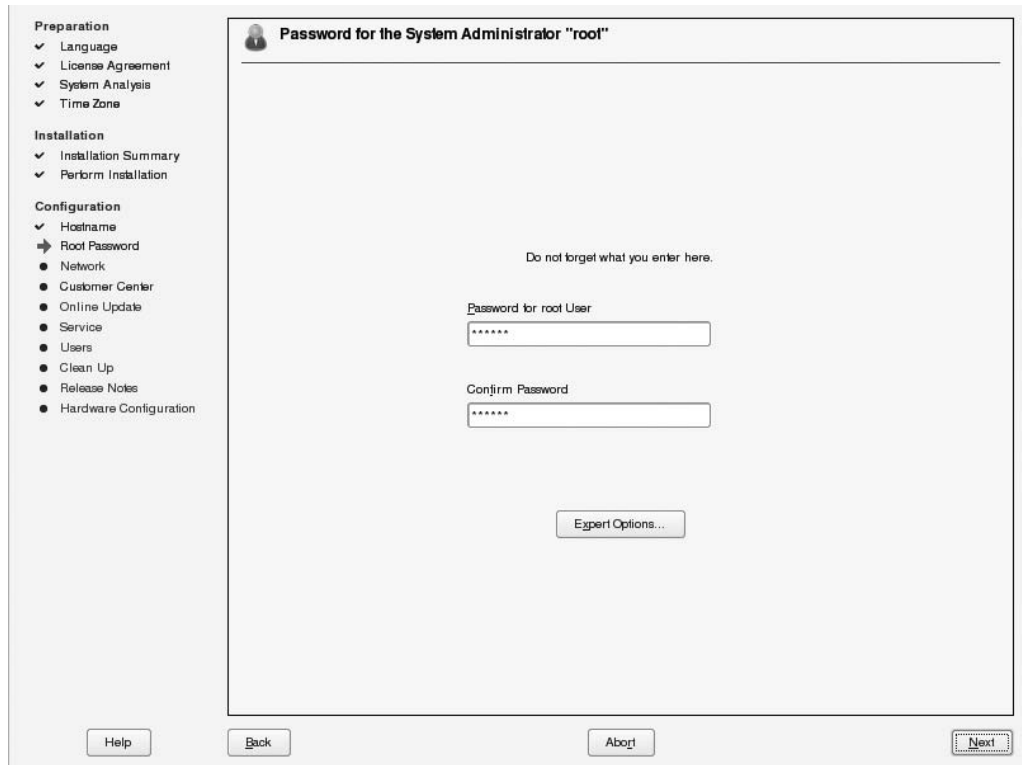 Preparation
Language
License Agreement
System Analysis
Time Zone
Installation
Installation Summary
Perform Installation
Configuration
Hostname
Root Password
Network
Customer Center
Online Update
Service
Users
Clean Up
Release Notes
Hardware Configuration
Password for the System Administrator "root"
Do not forget what you enter here.
Password for root User
******
Confirm Password
******
Expert Options...
Help
Back
Abort
Next